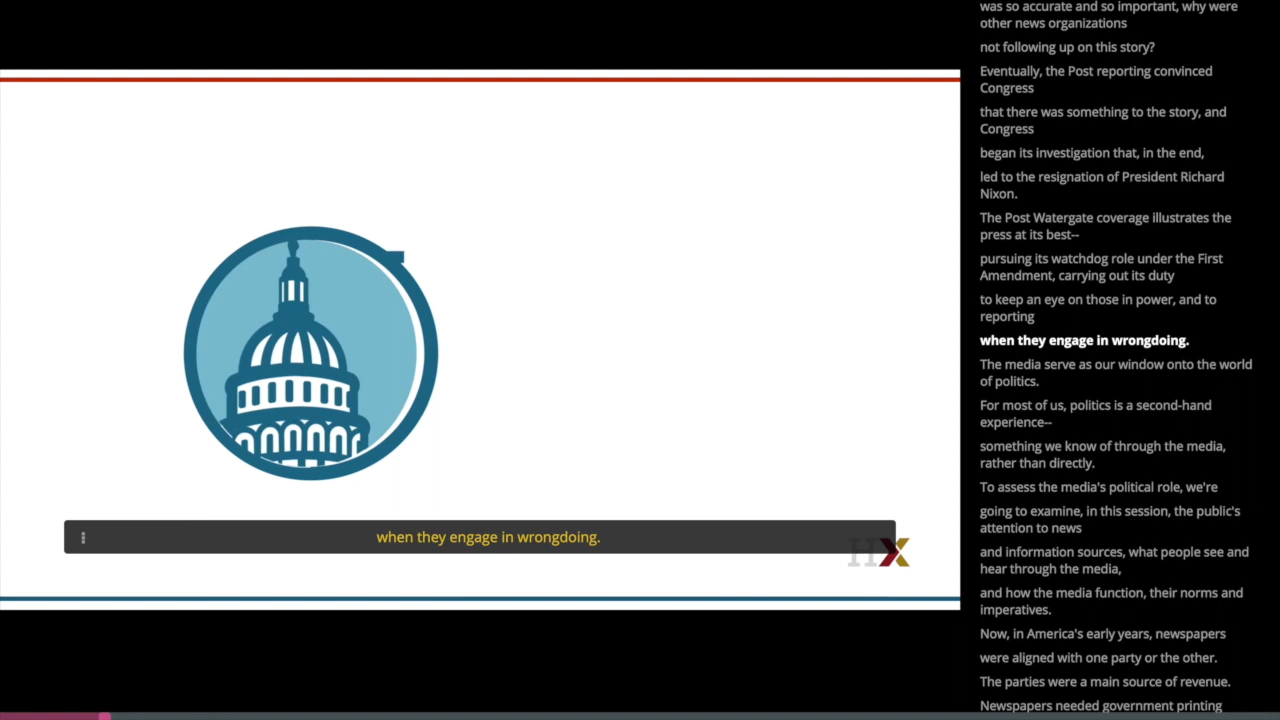 was so accurate and so important, why were
other news organizations
not following up on this story?
Eventually, the Post reporting convinced
Congress
that there was something to the story, and
Congress
began its investigation that, in the end,
led to the resignation of President Richard
Nixon.
The Post Watergate coverage illustrates the
press at its best--
pursuing its watchdog role under the First
Amendment, carrying out its duty
to keep an eye on those in power, and to
reporting
when they engage in wrongdoing.
The media serve as our window onto the world
of politics.
For most of us, politics is a second-hand
experience--
something we know of through the media,
rather than directly.
To assess the media's political role, we're
going to examine, in this session, the public's
attention to news
and information sources, what people see and
hear through the media,
and how the media function, their norms and
imperatives.
Now, in America's early years, newspapers
were aligned with one party or the other.
The parties were a main source of revenue.
Newspapers needed government printing
when they engage in wrongdoing.
HX